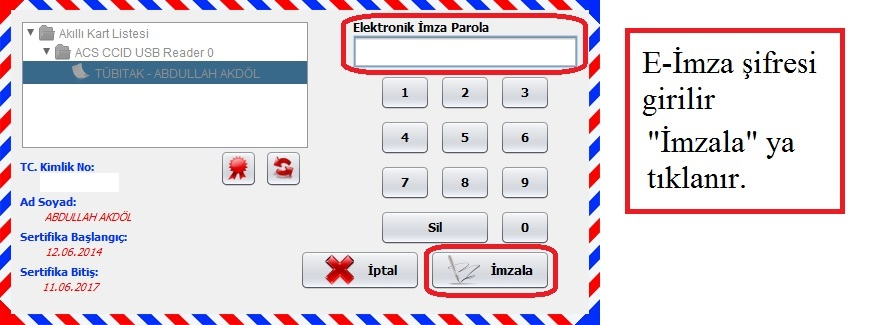 Akıllı Kart Listesi
ACS CCID USB Reader 0
TÜBITAK - ABDULLAH AKDÖL
TC. Kimlik No:
Ad Soyad:
ABDULLAH AKDÖL
Sertifika Başlangıç:
12.06.2014
Sertifika Bitiş:
11.06.2017
Elektronik İmza Parola
1 2 3
4 5 6
7 8 9
Sil 0
İptal İmzala
E-İmza şifresi
girilir
"İmzala" ya
tıklanır.